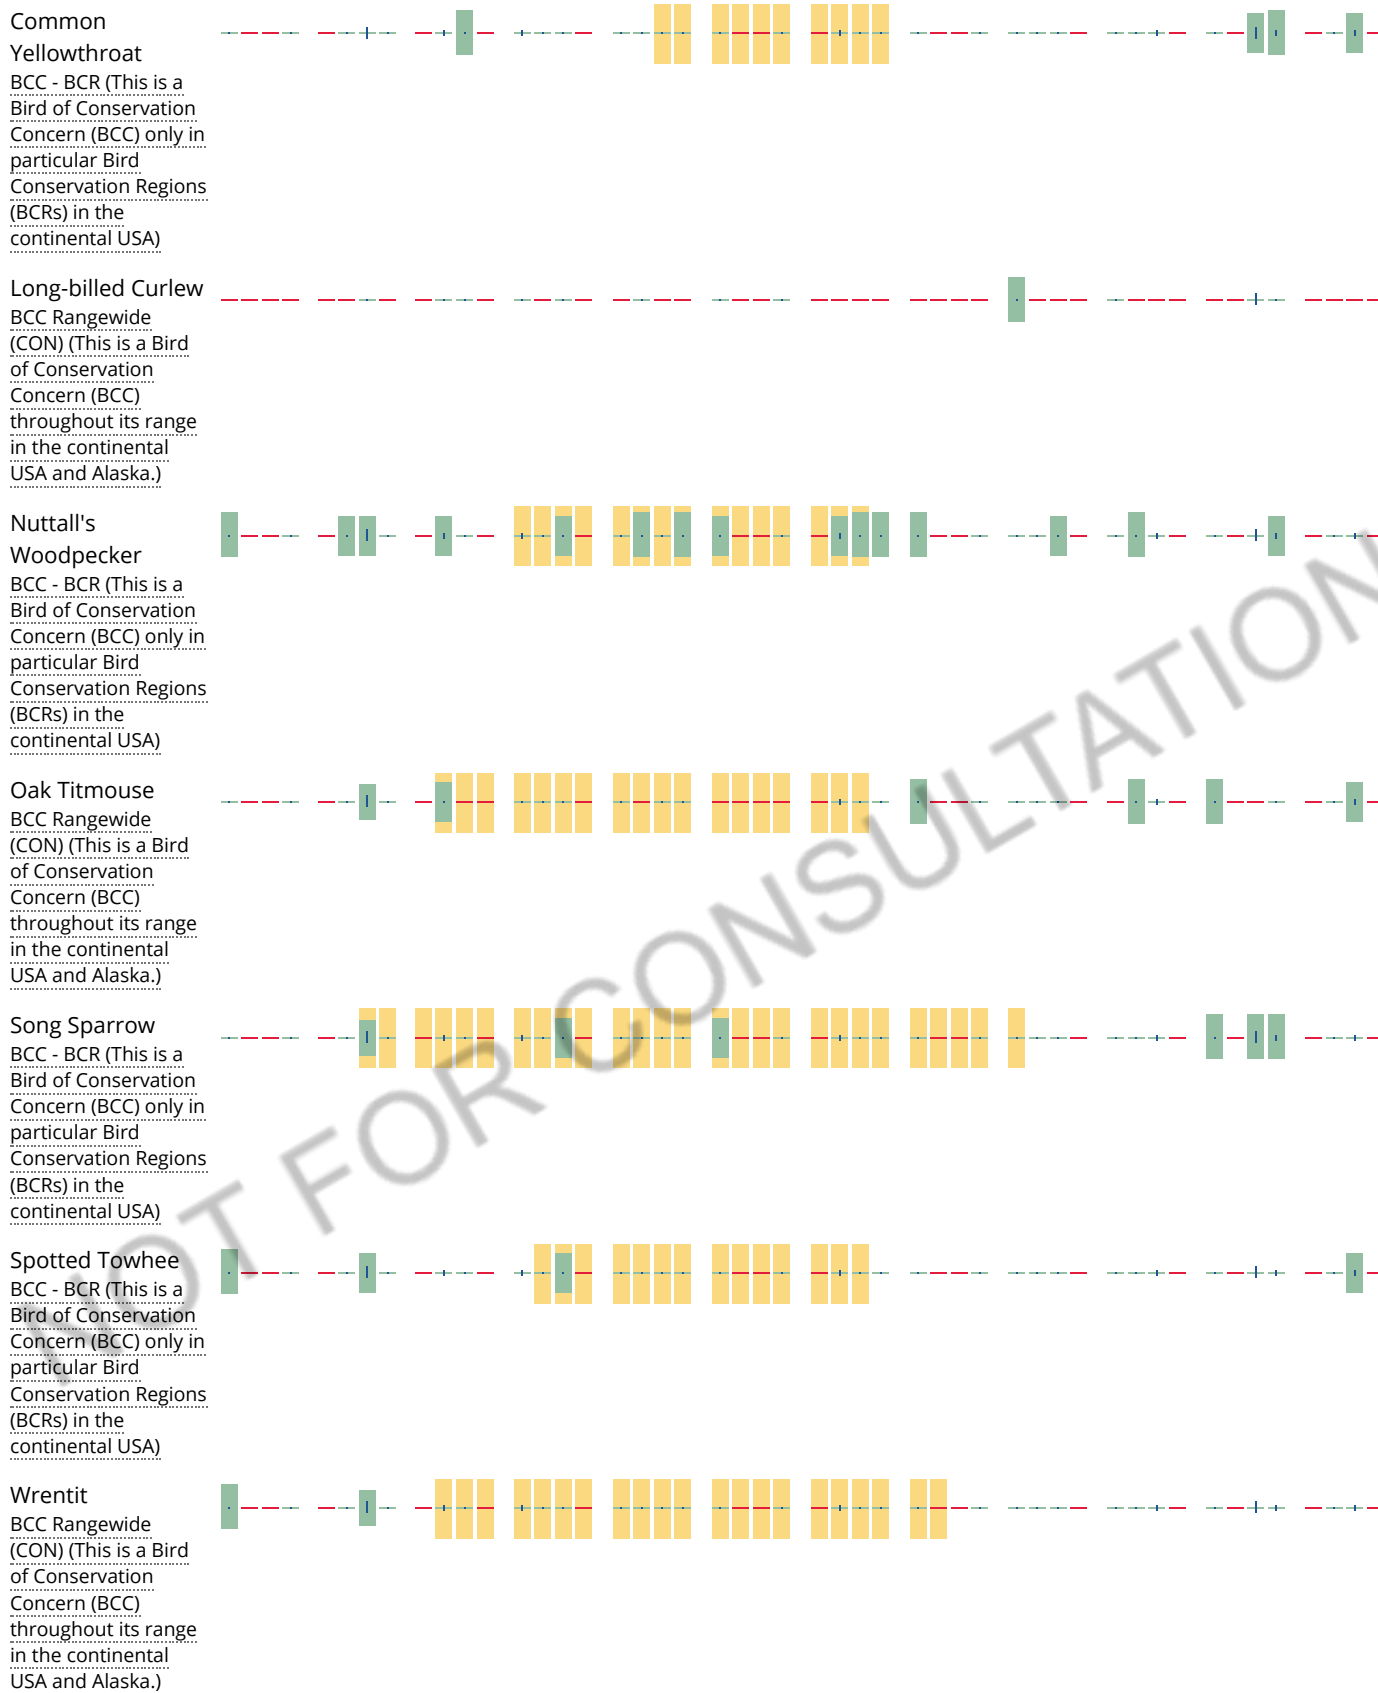 Common
Yellowthroat
BCC - BCR (This is a
Bird of Conservation
Concern (BCC) only in
particular Bird
Conservation Regions
(BCRs) in the
continental USA)
Long-billed Curlew
BCC Rangewide
(CON) (This is a Bird
of Conservation
Concern (BCC)
throughout its range
in the continental
USA and Alaska.)
Nuttall's
Woodpecker
BCC - BCR (This is a
Bird of Conservation
Concern (BCC) only in
particular Bird
Conservation Regions
(BCRs) in the
continental USA)
Oak Titmouse
BCC Rangewide
(CON) (This is a Bird
of Conservation
Concern (BCC)
throughout its range
in the continental
USA and Alaska.)
Song Sparrow
BCC - BCR (This is a
Bird of Conservation
Concern (BCC) only in
particular Bird
Conservation Regions
(BCRs) in the
continental USA)
Spotted Towhee
BCC - BCR (This is a
Bird of Conservation
Concern (BCC) only in
particular Bird
Conservation Regions
(BCRs) in the
continental USA)
Wrentit
BCC Rangewide
(CON) (This is a Bird
of Conservation
Concern (BCC)
throughout its range
in the continental
USA and Alaska.)
NOT FOR CONSULTATION